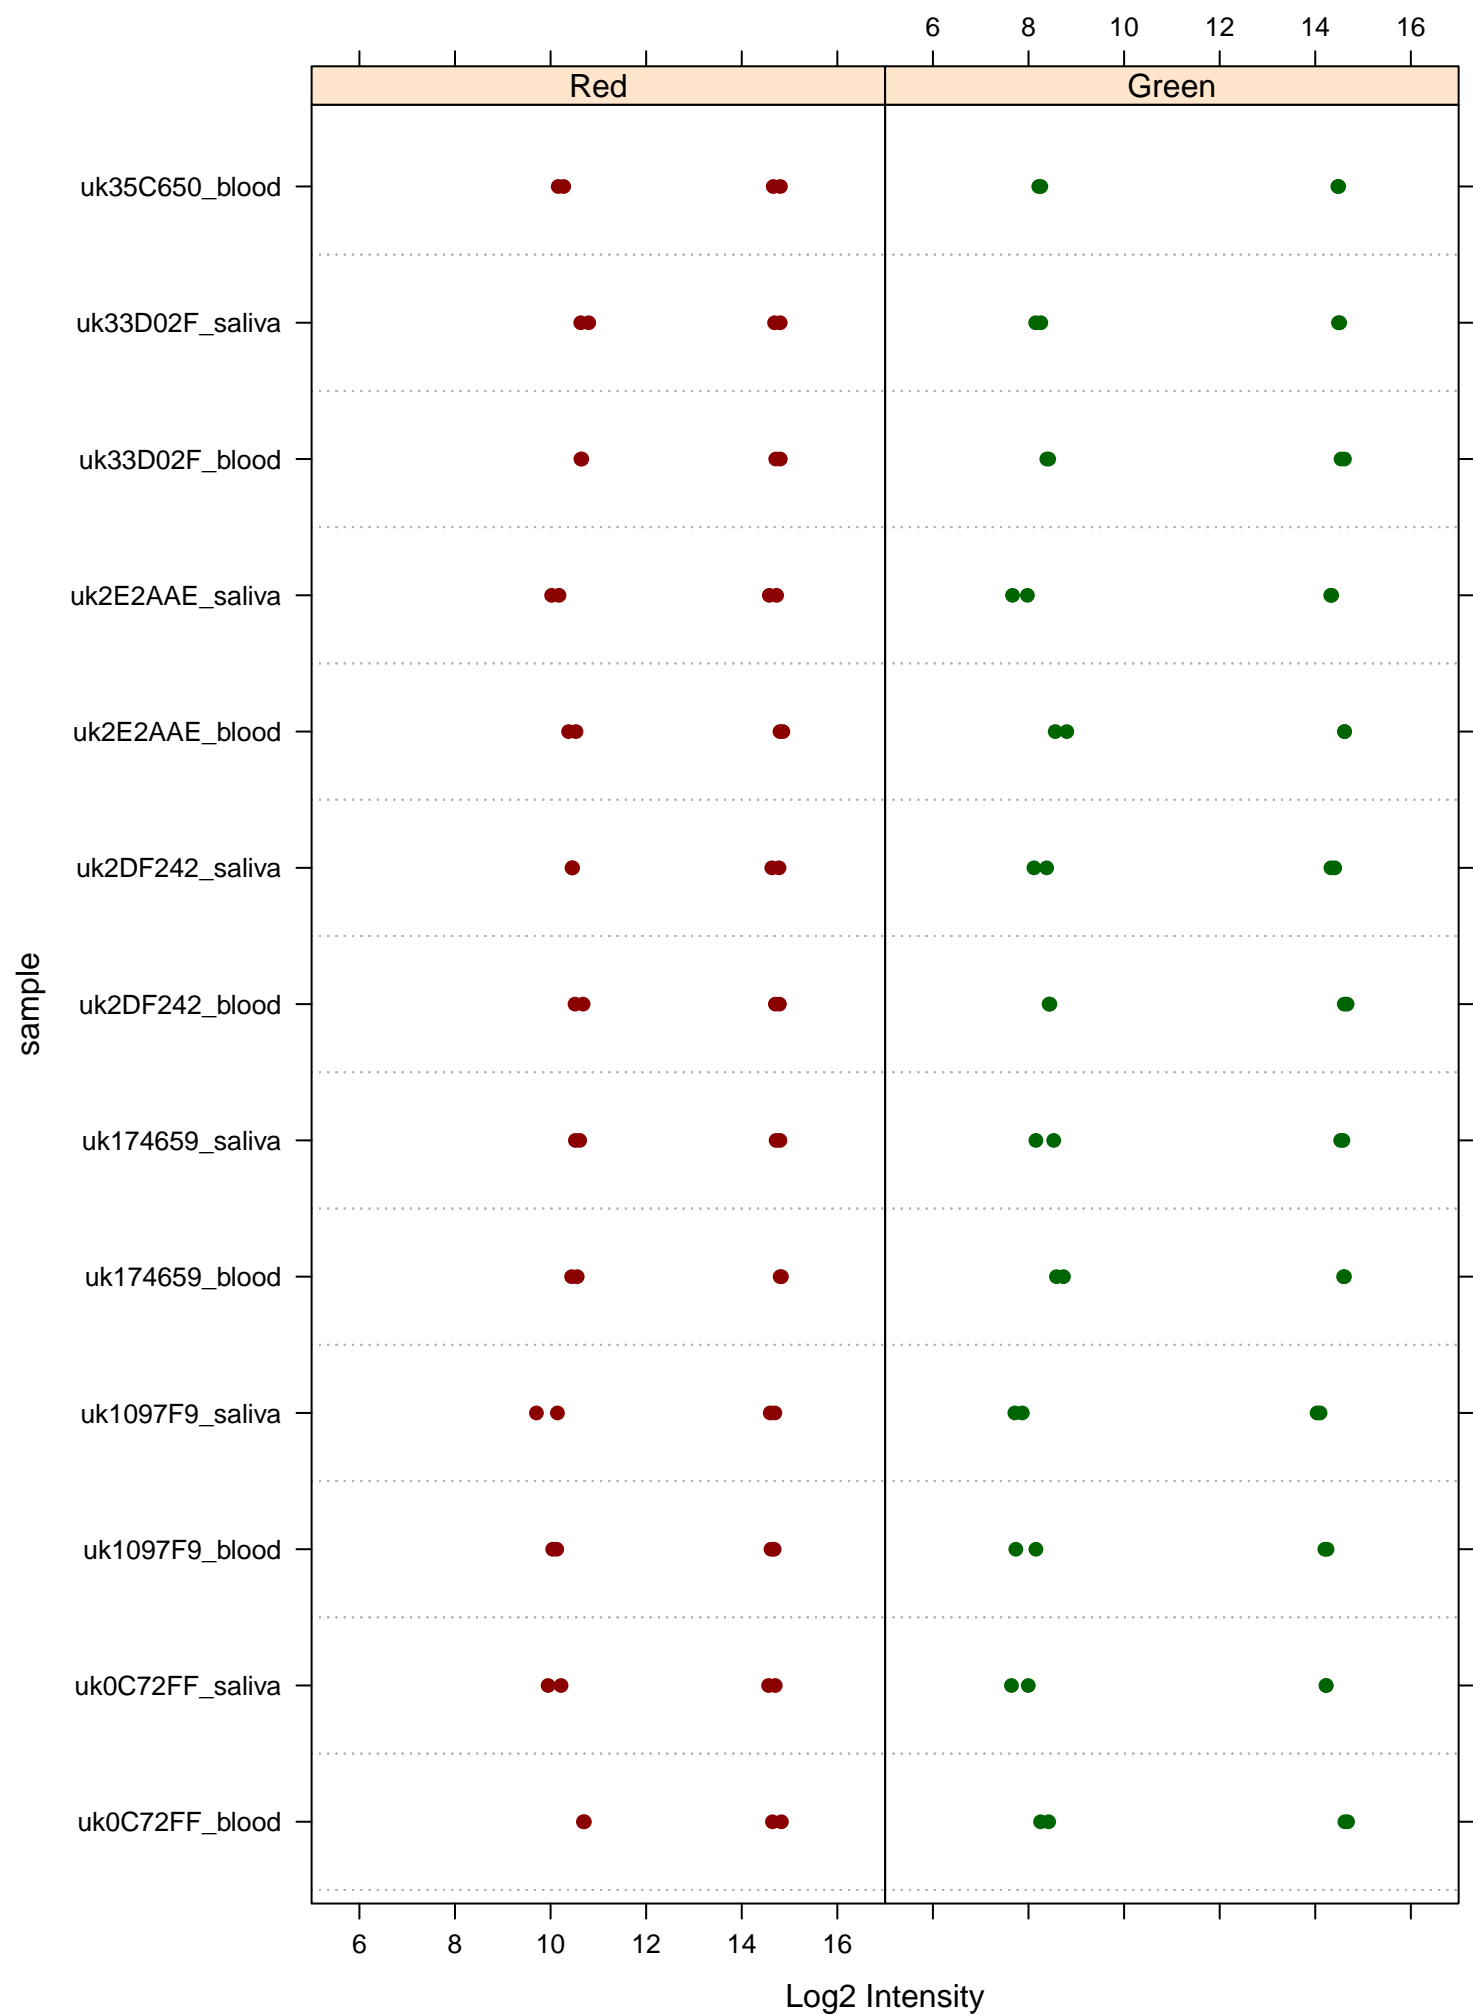 6 8 10 12 14 16
Red Green
uk35C650_blood
uk33D02F_saliva
uk33D02F_blood
uk2E2AAE_saliva
uk2E2AAE_blood
uk2DF242_saliva
uk2DF242_blood
uk174659_saliva
uk174659_blood
uk1097F9_saliva
uk1097F9_blood
uk0C72FF_saliva
uk0C72FF_blood
sample
6 8 10 12 14 16
Log2 Intensity